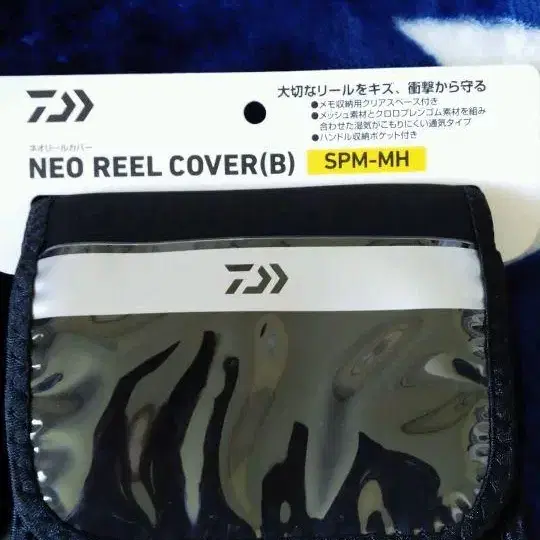 大切なリールをキズ、衝撃から守る
●メモ収納用クリアスペース付き
●メッシュ素材とクロロプレンゴム素材を組み
合わせた湿気がこもりにくい通気タイプ
●ハンドル収納ポケット付き
ネオリールカバー
NEO REEL COVER(B) SPM-MH